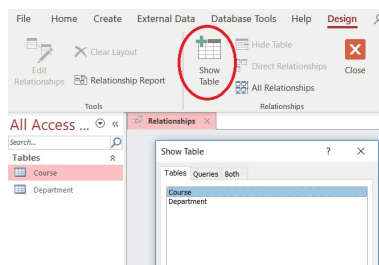 File Home Create External Data Database Tools Help Design
Edit Relationships
Clear Layout
Relationship Report
Tools
Show Table
Hide Table
Direct Relationships
All Relationships
Relationships
Close
All Access ...
Search...
Tables
Course
Department
Relationships
Show Table ? X
Tables Queries Both
Course
Department